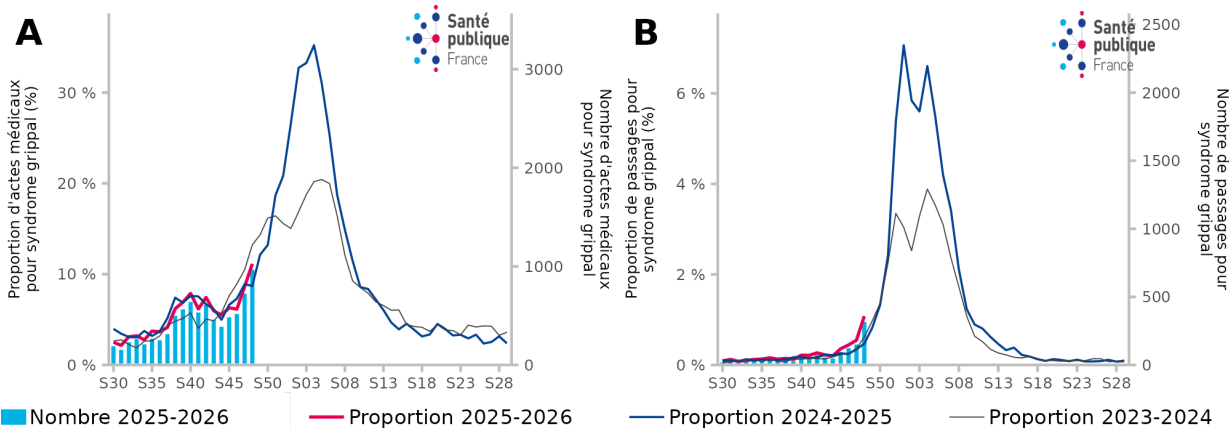 A
Santé
publique
France
Proportion d'actes médicaux
pour syndrome grippal (%)
30 %
20 %
10 %
0 %
3000
2000
1000
0
Nombre d'actes médicaux
pour syndrome grippal
S30 S35 S40 S45 S50 S03 S08 S13 S18 S23 S28
B
Santé
publique
France
Proportion de passages pour
syndrome grippal (%)
6 %
4 %
2 %
0 %
2500
2000
1500
1000
500
0
Nombre de passages pour
syndrome grippal
S30 S35 S40 S45 S50 S03 S08 S13 S18 S23 S28
Nombre 2025-2026 Proportion 2025-2026 Proportion 2024-2025 Proportion 2023-2024